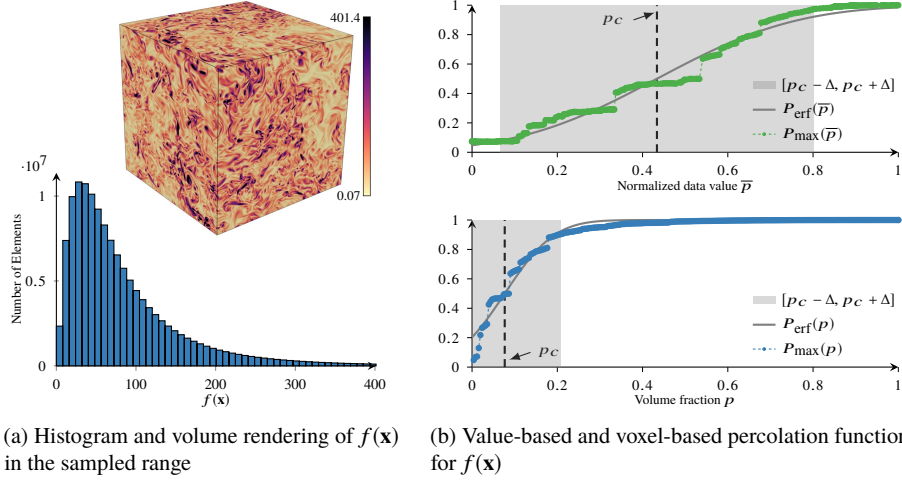 401.4
0.07
·10⁷
1
0.5
0
Number of Elements
0 100 200 300 400
f(x)
(a) Histogram and volume rendering of f(x)
in the sampled range
1
0.8
0.6
0.4
0.2
0
p_c
[p_c − Δ, p_c + Δ]
P_erf(p̅)
P_max(p̅)
0 0.2 0.4 0.6 0.8 1
Normalized data value p̅
1
0.8
0.6
0.4
0.2
0
p_c
[p_c − Δ, p_c + Δ]
P_erf(p)
P_max(p)
0 0.2 0.4 0.6 0.8 1
Volume fraction p
(b) Value-based and voxel-based percolation function
for f(x)